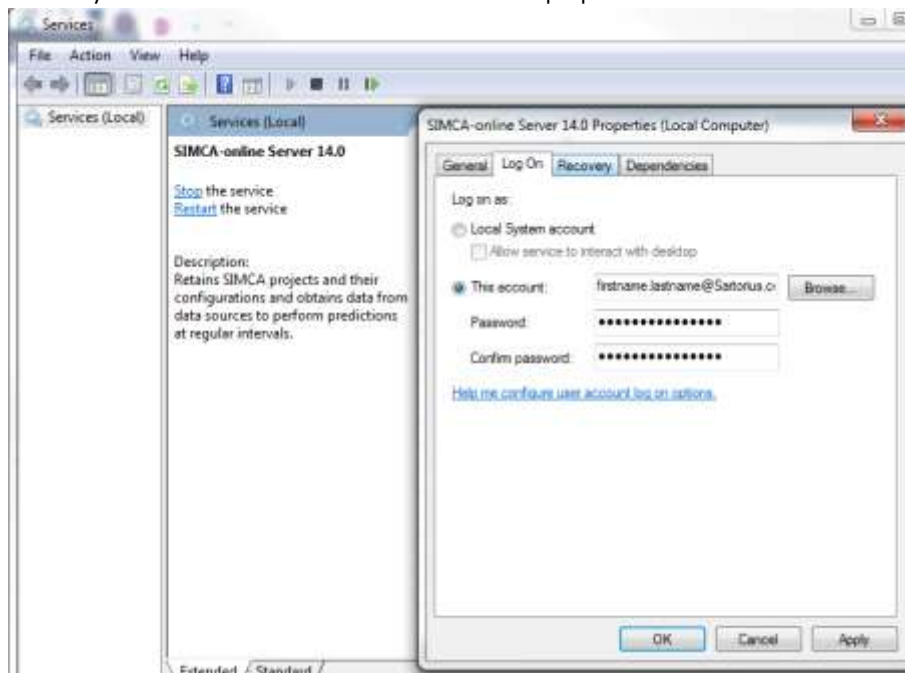 Services
File Action View Help
Services (Local)
Services (Local)
SIMCA-online Server 14.0
Stop the service
Restart the service
Description:
Retains SIMCA projects and their
configurations and obtains data from
data sources to perform predictions
at regular intervals.
Extended Standard
SIMCA-online Server 14.0 Properties (Local Computer)
General Log On Recovery Dependencies
Log on as:
Local System account
Allow service to interact with desktop
This account: firstname.lastname@Sartorius.c Browse...
Password: •••••••••••••••
Confirm password: •••••••••••••••
Help me configure user account log on options.
OK Cancel Apply